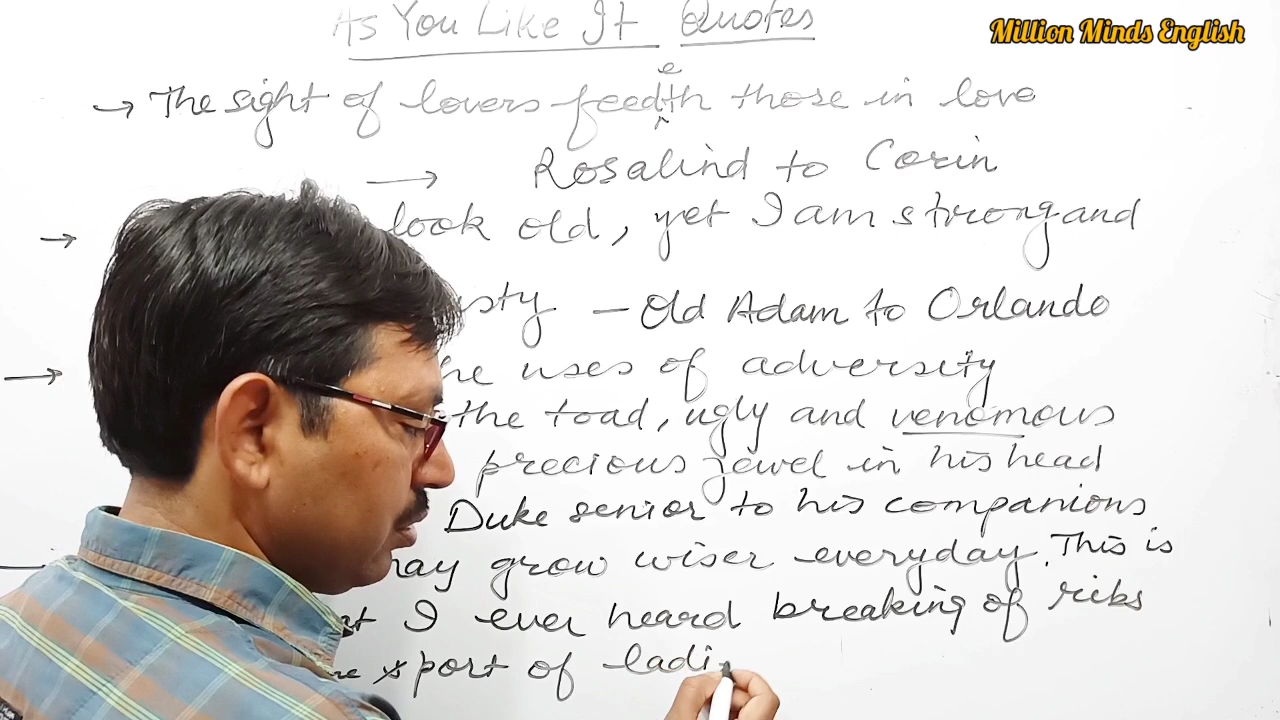 As You Like It Quotes
Million Minds English
e
→ The sight of lovers feedth those in love
→ Rosalind to Corin
→ look old, yet I am strong and
sty - Old Adam to Orlando
he uses of adversity
the toad, ugly and venomous
precious jewel in his head
Duke senior to his companions
may grow wiser everyday. This is
I ever heard breaking of ribs
sport of ladi